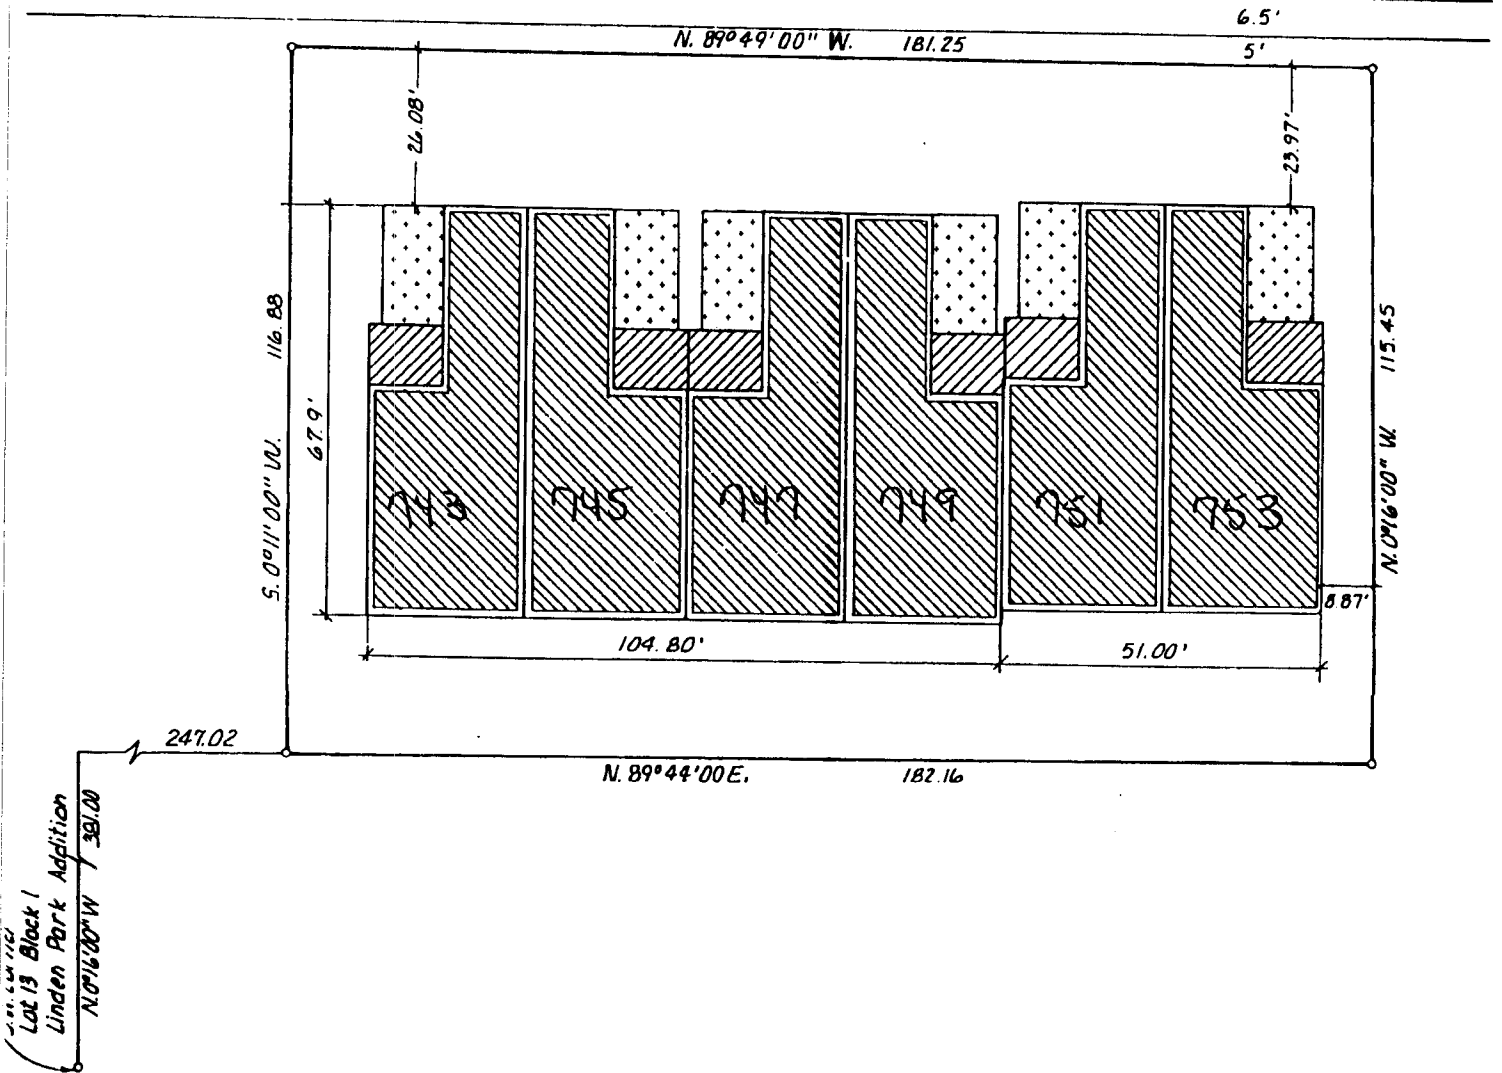 6.5'
N. 89°49'00" W. 181.25
5'
26.08'
23.97'
S. 0°11'00" W. 116.88
67.9'
N. 0°16'00" W. 115.45
743
745
747
749
751
753
8.87'
104.80'
51.00'
247.02
N. 89°44'00 E. 182.16
Lot 13 Block 1
Linden Park Addition
N. 0°16'00" W 381.00